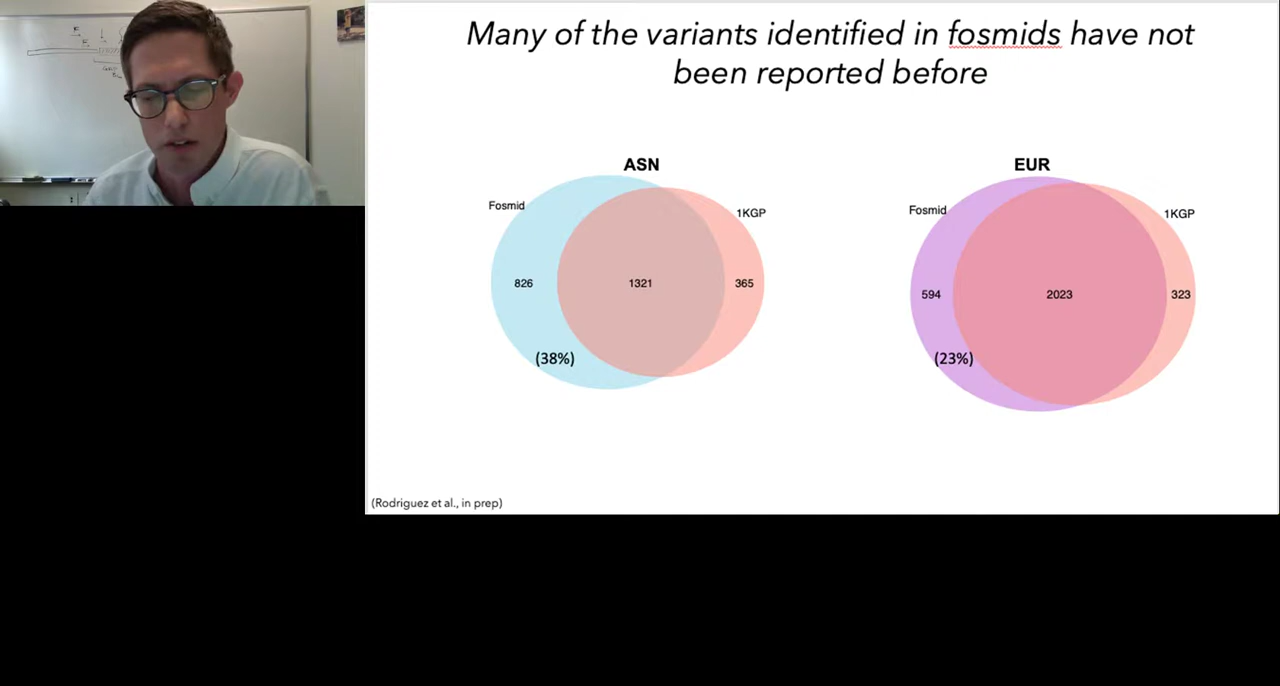 Many of the variants identified in fosmids have not
been reported before
ASN
Fosmid
1KGP
826
1321
365
(38%)
EUR
Fosmid
1KGP
594
2023
323
(23%)
(Rodriguez et al., in prep)